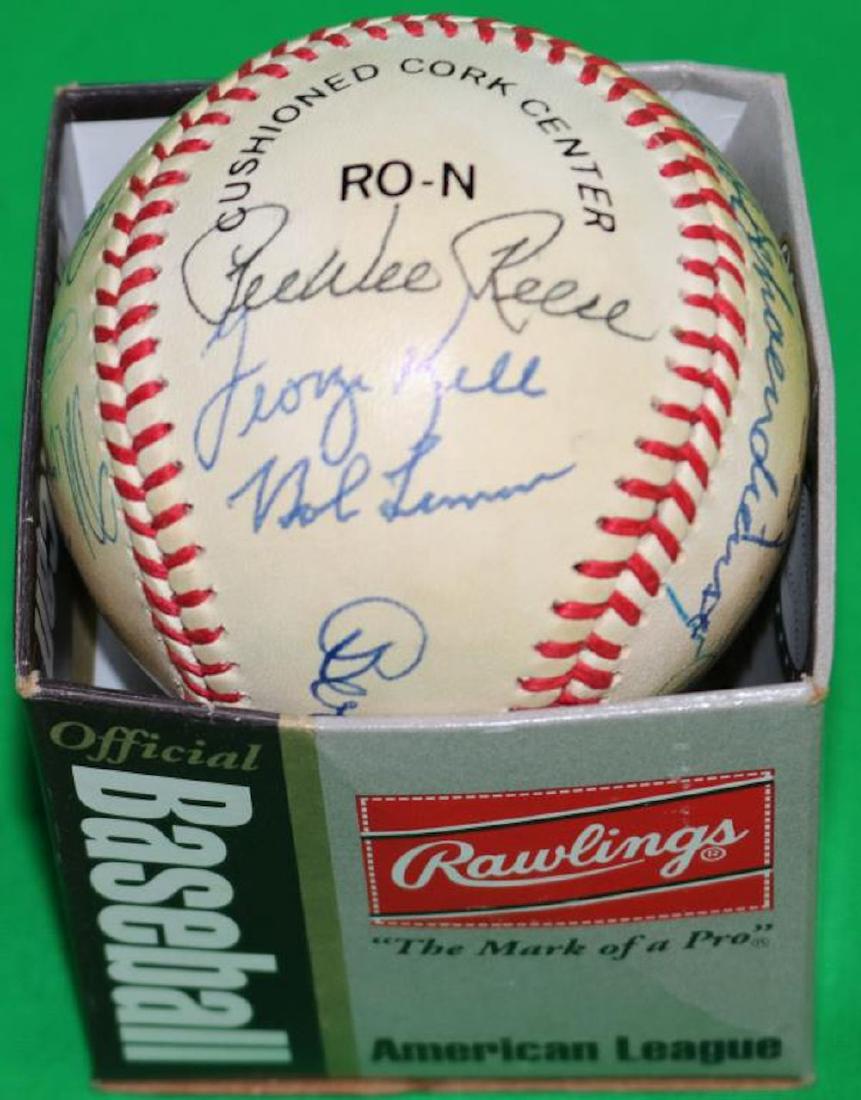 CUSHIONED CORK CENTER
RO-N
PeeWee Reese
George Kell
Bob Lemon
Schoendienst
Official
Baseball
Rawlings®
"The Mark of a Pro"®
American League